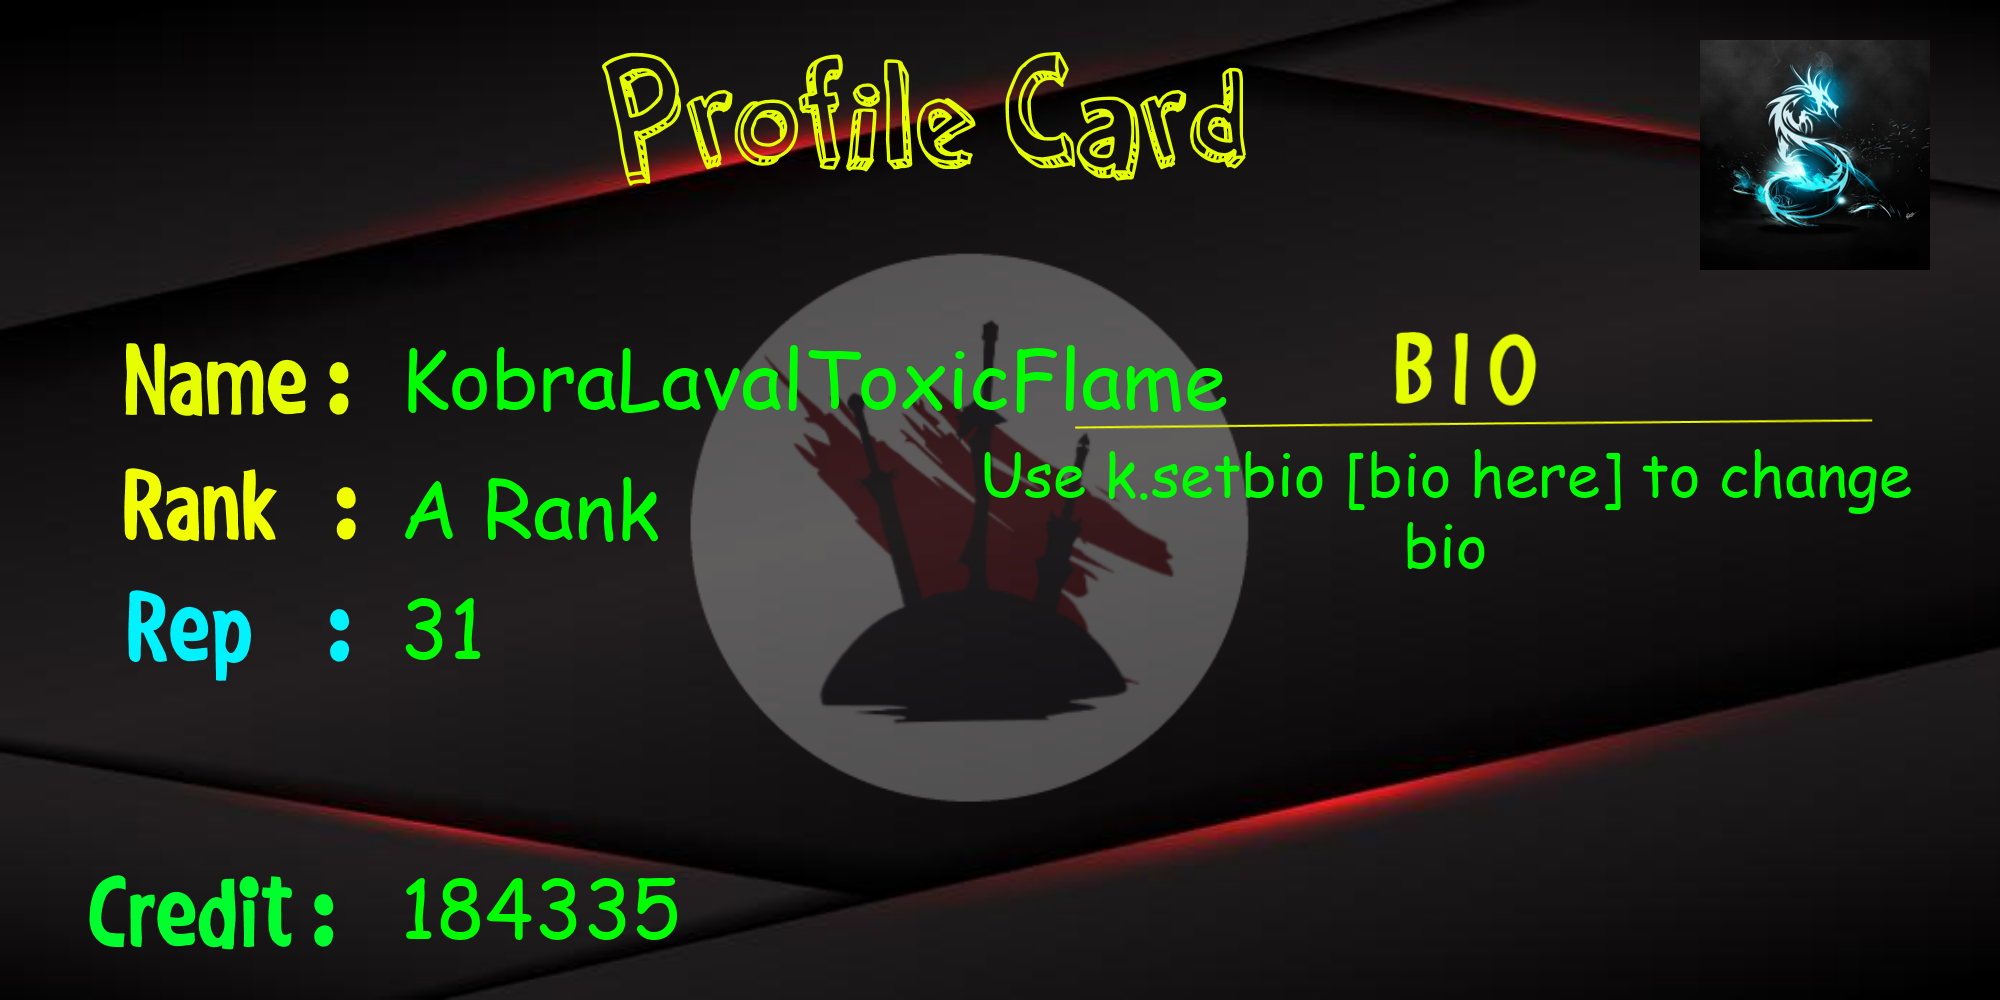 Profile Card
Name : KobraLavalToxicFlame
Rank : A Rank
Rep : 31
Credit : 184335
BIO
Use k.setbio [bio here] to change
bio